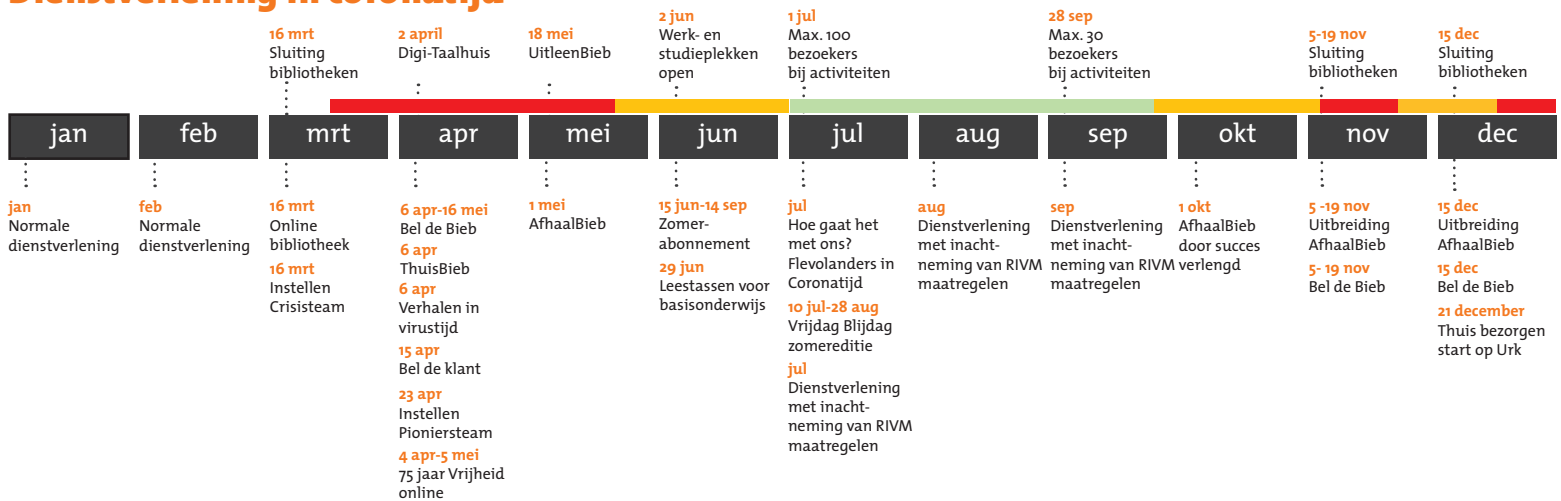 Dienstverlening in coronatijd
16 mrt
Sluiting
bibliotheken
2 april
Digi-Taalhuis
18 mei
UitleenBieb
2 jun
Werk- en
studieplekken
open
1 jul
Max. 100
bezoekers
bij activiteiten
28 sep
Max. 30
bezoekers
bij activiteiten
5-19 nov
Sluiting
bibliotheken
15 dec
Sluiting
bibliotheken
jan
feb
mrt
apr
mei
jun
jul
aug
sep
okt
nov
dec
jan
Normale
dienstverlening
feb
Normale
dienstverlening
16 mrt
Online
bibliotheek
16 mrt
Instellen
Crisisteam
6 apr-16 mei
Bel de Bieb
6 apr
ThuisBieb
6 apr
Verhalen in
virustijd
15 apr
Bel de klant
23 apr
Instellen
Pioniersteam
4 apr-5 mei
75 jaar Vrijheid
online
1 mei
AfhaalBieb
15 jun-14 sep
Zomer-
abonnement
29 jun
Leestassen voor
basisonderwijs
jul
Hoe gaat het
met ons?
Flevolanders in
Coronatijd
10 jul-28 aug
Vrijdag Blijdag
zomereditie
jul
Dienstverlening
met inacht-
neming van RIVM
maatregelen
aug
Dienstverlening
met inacht-
neming van RIVM
maatregelen
sep
Dienstverlening
met inacht-
neming van RIVM
maatregelen
1 okt
AfhaalBieb
door succes
verlengd
5 -19 nov
Uitbreiding
AfhaalBieb
5- 19 nov
Bel de Bieb
15 dec
Uitbreiding
AfhaalBieb
15 dec
Bel de Bieb
21 december
Thuis bezorgen
start op Urk